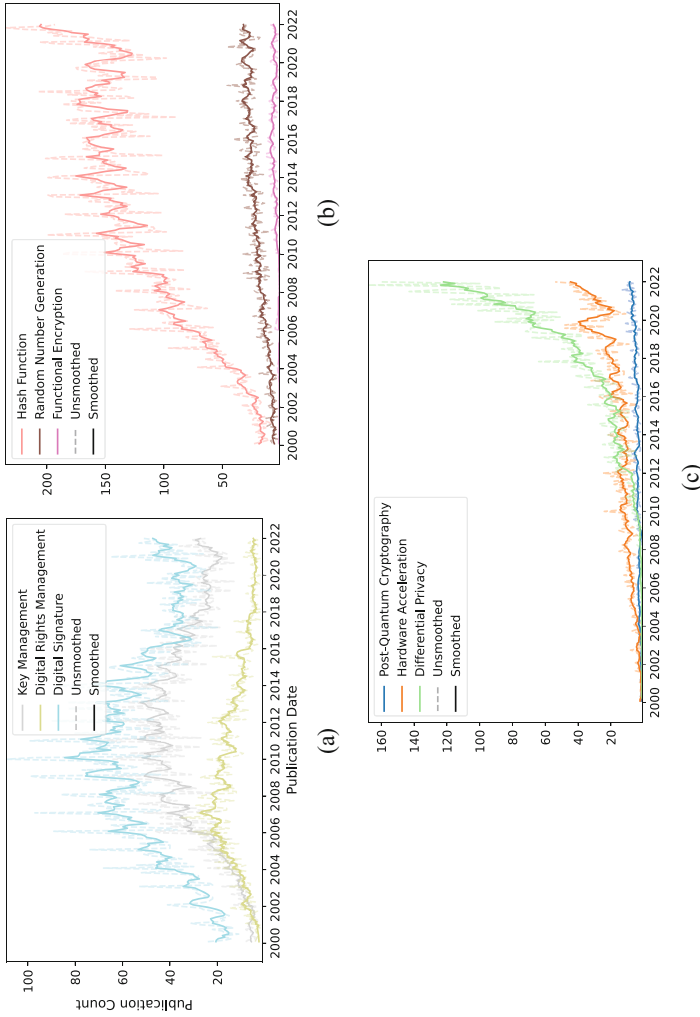 Key Management
Digital Rights Management
Digital Signature
Unsmoothed
Smoothed
100
80
60
40
20
Publication Count
2000
2002
2004
2006
2008
2010
2012
2014
2016
2018
2020
2022
Publication Date
(a)
Hash Function
Random Number Generation
Functional Encryption
Unsmoothed
Smoothed
200
150
100
50
2000
2002
2004
2006
2008
2010
2012
2014
2016
2018
2020
2022
(b)
Post-Quantum Cryptography
Hardware Acceleration
Differential Privacy
Unsmoothed
Smoothed
160
140
120
100
80
60
40
20
2000
2002
2004
2006
2008
2010
2012
2014
2016
2018
2020
2022
(c)